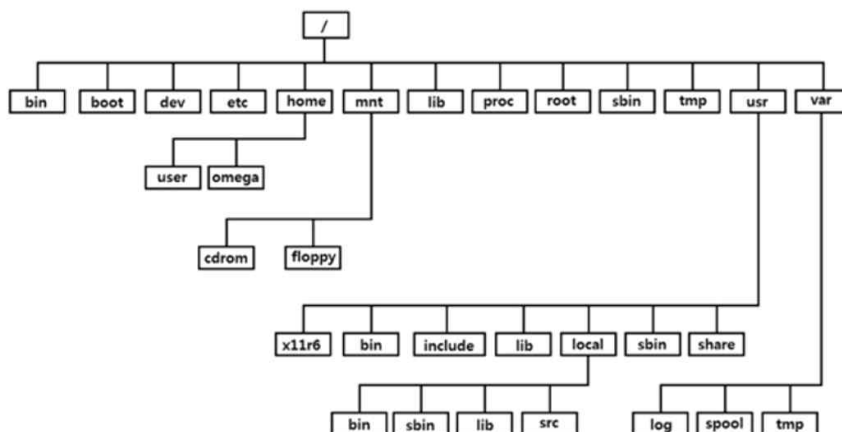 /
bin boot dev etc home mnt lib proc root sbin tmp usr var
user omega
cdrom floppy
x11r6 bin include lib local sbin share
bin sbin lib src log spool tmp